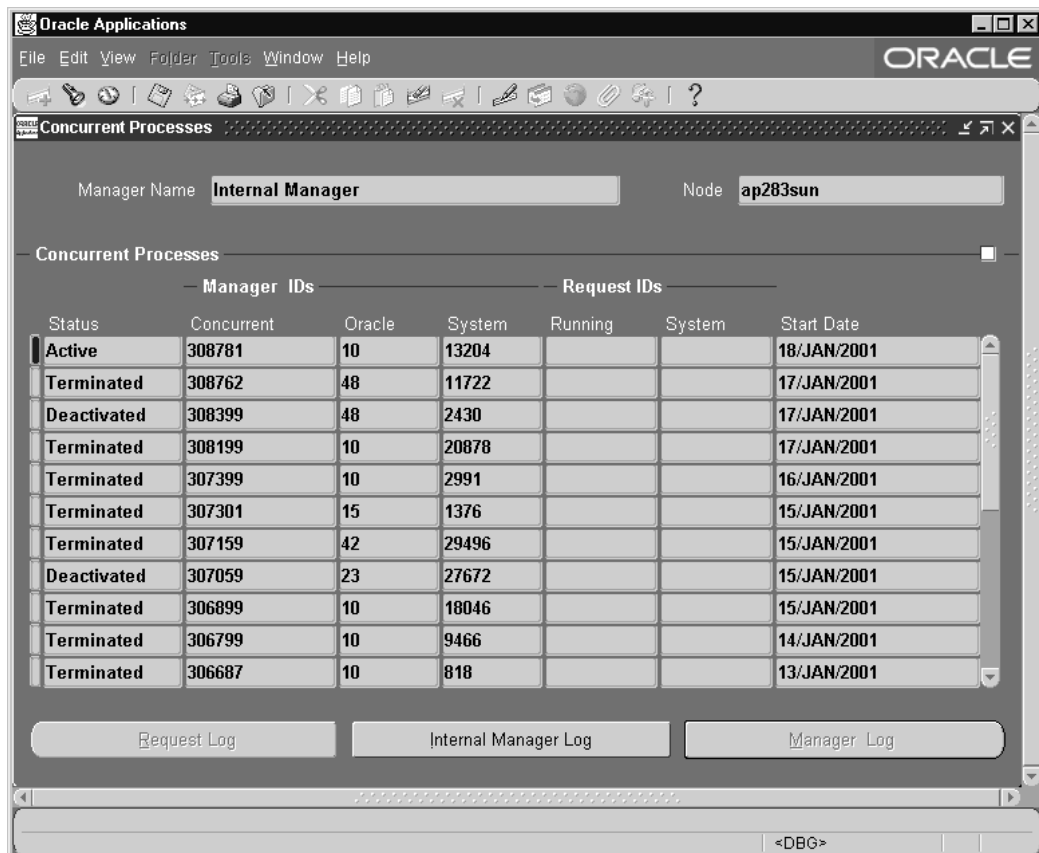 Oracle Applications
File Edit View Folder Tools Window Help
ORACLE
?
Concurrent Processes
Manager Name Internal Manager Node ap283sun
Concurrent Processes
Manager IDs Request IDs
Status Concurrent Oracle System Running System Start Date
Active 308781 10 13204 18/JAN/2001
Terminated 308762 48 11722 17/JAN/2001
Deactivated 308399 48 2430 17/JAN/2001
Terminated 308199 10 20878 17/JAN/2001
Terminated 307399 10 2991 16/JAN/2001
Terminated 307301 15 1376 15/JAN/2001
Terminated 307159 42 29496 15/JAN/2001
Deactivated 307059 23 27672 15/JAN/2001
Terminated 306899 10 18046 15/JAN/2001
Terminated 306799 10 9466 14/JAN/2001
Terminated 306687 10 818 13/JAN/2001
Request Log Internal Manager Log Manager Log
<DBG>